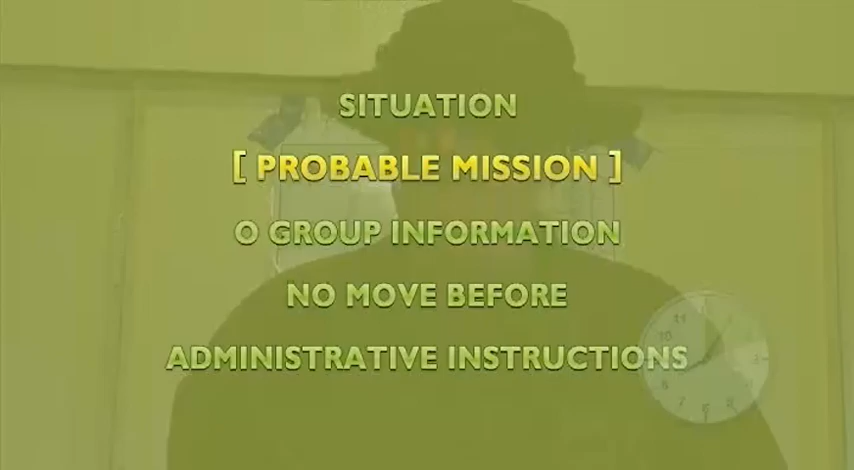 SITUATION
[ PROBABLE MISSION ]
O GROUP INFORMATION
NO MOVE BEFORE
ADMINISTRATIVE INSTRUCTIONS